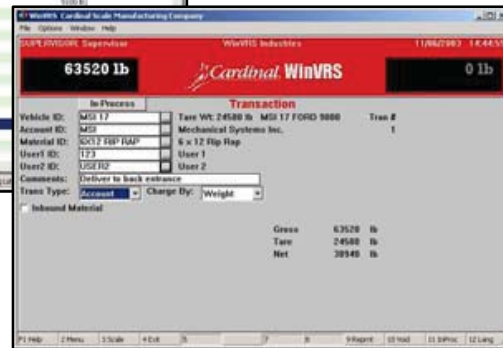 WinVRS Cardinal Scale Manufacturing Company
File Options Window Help
SUPERVISOR Supervisor WinVRS Industries 11/06/2003 14:44
63520 lb Cardinal WinVRS 0 lb
In-Process Transaction
Vehicle ID: MSI 17 Tare Wt: 24580 lb MSI 17 FORD 9000 Tran #
Account ID: MSI Mechanical Systems Inc. 1
Material ID: 6X12 RIP RAP 6 x 12 Rip Rap
User1 ID: 123 User 1
User2 ID: USER2 User 2
Comments: Deliver to back entrance
Trans Type: Account Charge By: Weight
Inbound Material
Gross 63520 lb
Tare 24580 lb
Net 38940 lb
F1 Help 2 Menu 3 Scale 4 Exit 5 7 8 9 Reprnt 10 Void 11 InProc 12 Lang